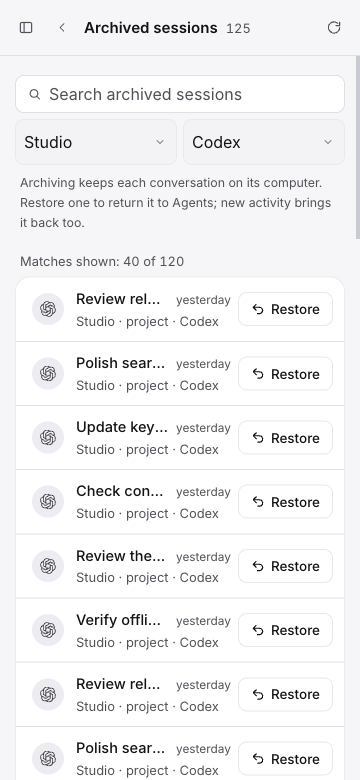 Archived sessions 125
Search archived sessions
Studio
Codex
Archiving keeps each conversation on its computer.
Restore one to return it to Agents; new activity brings
it back too.
Matches shown: 40 of 120
Review rel... yesterday
Studio · project · Codex
Restore
Polish sear... yesterday
Studio · project · Codex
Restore
Update key... yesterday
Studio · project · Codex
Restore
Check con... yesterday
Studio · project · Codex
Restore
Review the... yesterday
Studio · project · Codex
Restore
Verify offli... yesterday
Studio · project · Codex
Restore
Review rel... yesterday
Studio · project · Codex
Restore
Polish sear... yesterday
Studio · project · Codex
Restore